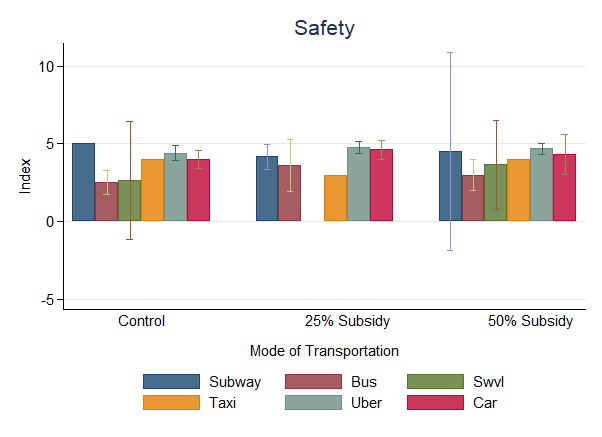 Safety
Index
10
5
0
-5
Control 25% Subsidy 50% Subsidy
Mode of Transportation
Subway Bus Swvl
Taxi Uber Car